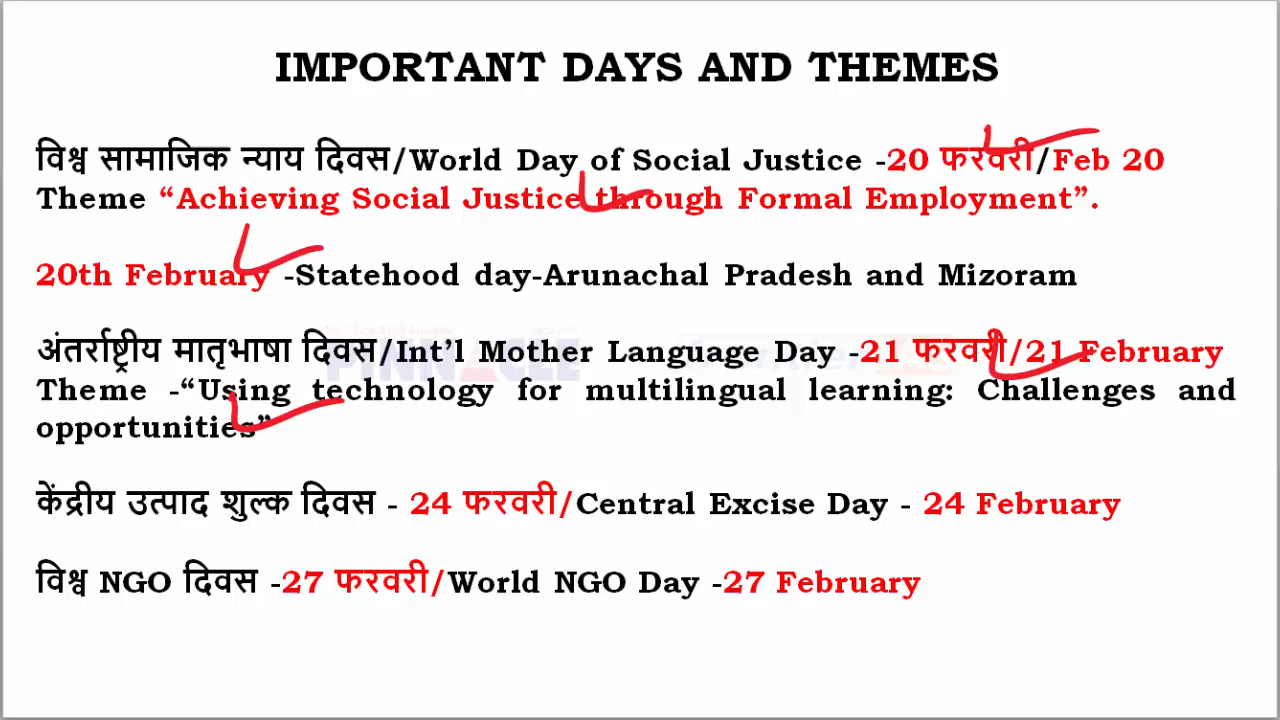 IMPORTANT DAYS AND THEMES
विश्व सामाजिक न्याय दिवस/World Day of Social Justice -20 फरवरी/Feb 20
Theme “Achieving Social Justice through Formal Employment”.
20th February -Statehood day-Arunachal Pradesh and Mizoram
अंतर्राष्ट्रीय मातृभाषा दिवस/Int’l Mother Language Day -21 फरवरी/21 February
Theme -“Using technology for multilingual learning: Challenges and
opportunities”
केंद्रीय उत्पाद शुल्क दिवस - 24 फरवरी/Central Excise Day - 24 February
विश्व NGO दिवस -27 फरवरी/World NGO Day -27 February
PINNACLE